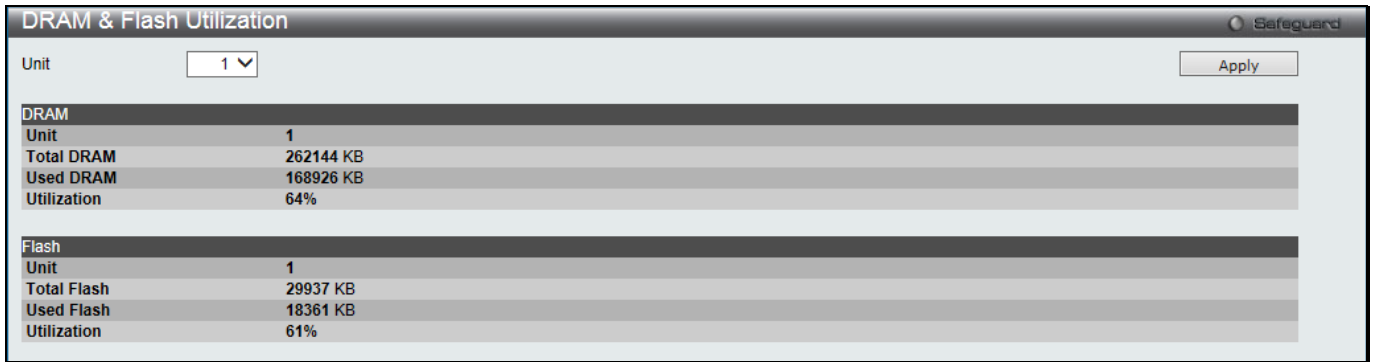 DRAM & Flash Utilization Safeguard
Unit 1 Apply
DRAM
Unit 1
Total DRAM 262144 KB
Used DRAM 168926 KB
Utilization 64%
Flash
Unit 1
Total Flash 29937 KB
Used Flash 18361 KB
Utilization 61%